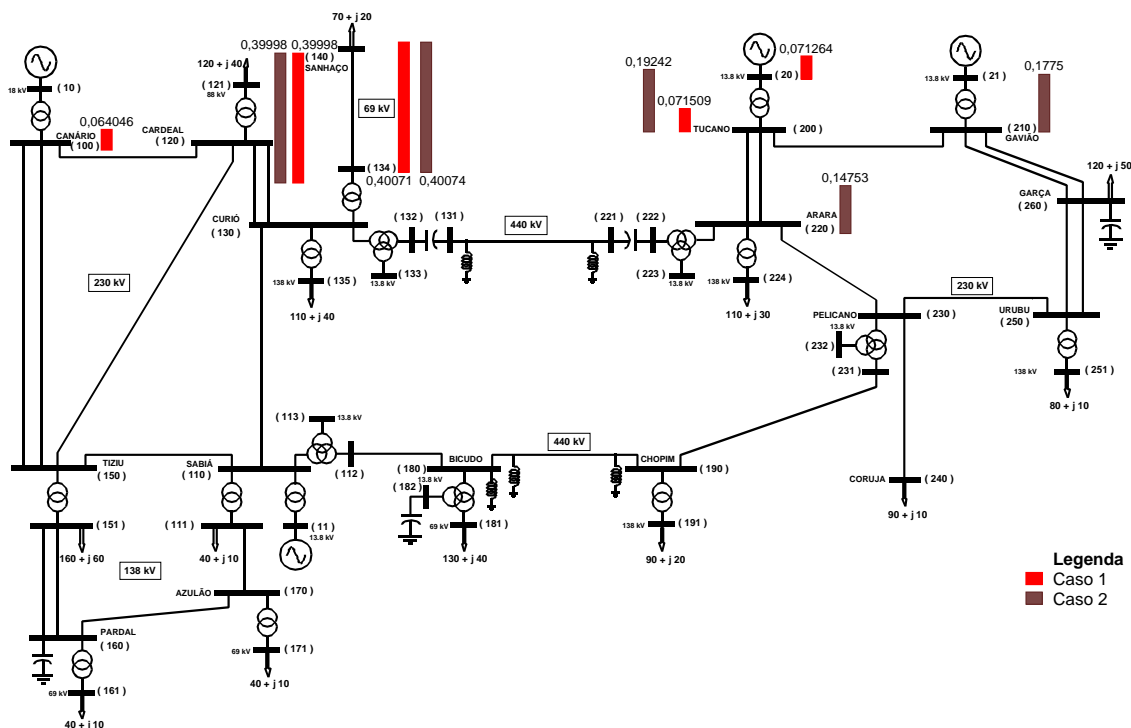 70 + j 20
0,39998 0,39998
(140)
SANHAÇO
120 + j 40
(121)
88 kV
(10)
18 kV
0,064046
CANÁRIO
(100)
CARDEAL
(120)
69 kV
(134)
0,40071 0,40074
0,071264
13.8 kV
(20)
0,19242
0,071509
TUCANO
(200)
(21)
13.8 kV
0,1775
(210)
GAVIÃO
120 + j 50
GARÇA
(260)
0,14753
ARARA
(220)
CURIÓ
(130)
(132)
(131)
440 kV
(221)
(222)
(133)
13.8 kV
(135)
138 kV
110 + j 40
(223)
13.8 kV
(224)
138 kV
110 + j 30
230 kV
230 kV
PELICANO
(230)
13.8 kV
(232)
(231)
URUBU
(250)
138 kV
(251)
80 + j 10
(113)
13.8 kV
(112)
TIZIU
(150)
SABIÁ
(110)
BICUDO
(180)
440 kV
CHOPIM
(190)
13.8 kV
(182)
69 kV
(181)
130 + j 40
138 kV
(191)
90 + j 20
CORUJA
(240)
90 + j 10
(151)
160 + j 60
(111)
40 + j 10
(11)
13.8 kV
138 kV
AZULÃO
(170)
PARDAL
(160)
69 kV
(171)
40 + j 10
69 kV
(161)
40 + j 10
Legenda
Caso 1
Caso 2